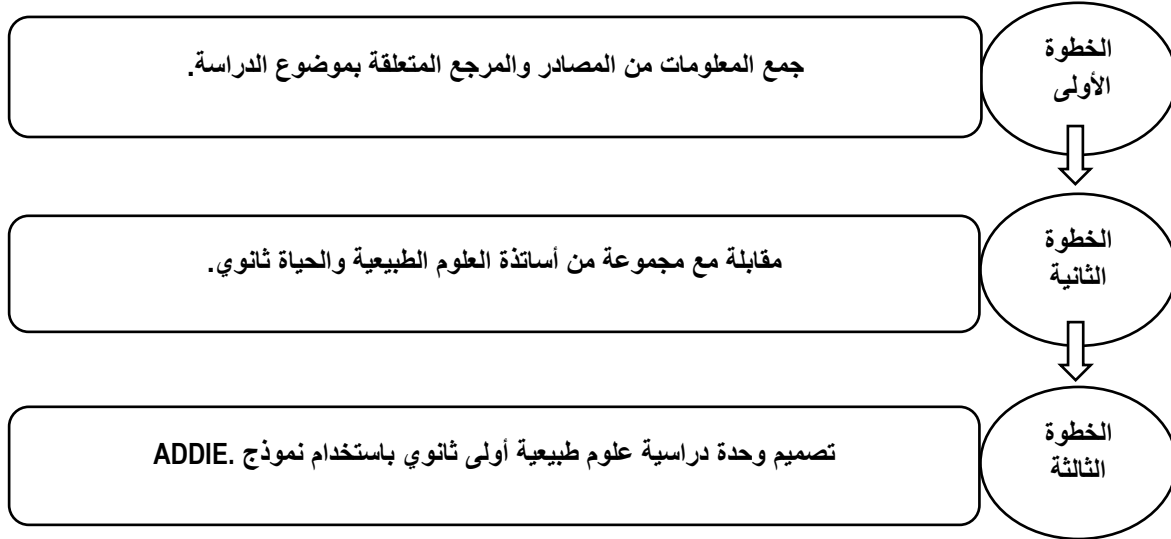 الخطوة
الأولى
جمع المعلومات من المصادر والمرجع المتعلقة بموضوع الدراسة.
الخطوة
الثانية
مقابلة مع مجموعة من أساتذة العلوم الطبيعية والحياة ثانوي.
الخطوة
الثالثة
تصميم وحدة دراسية علوم طبيعية أولى ثانوي باستخدام نموذج .ADDIE